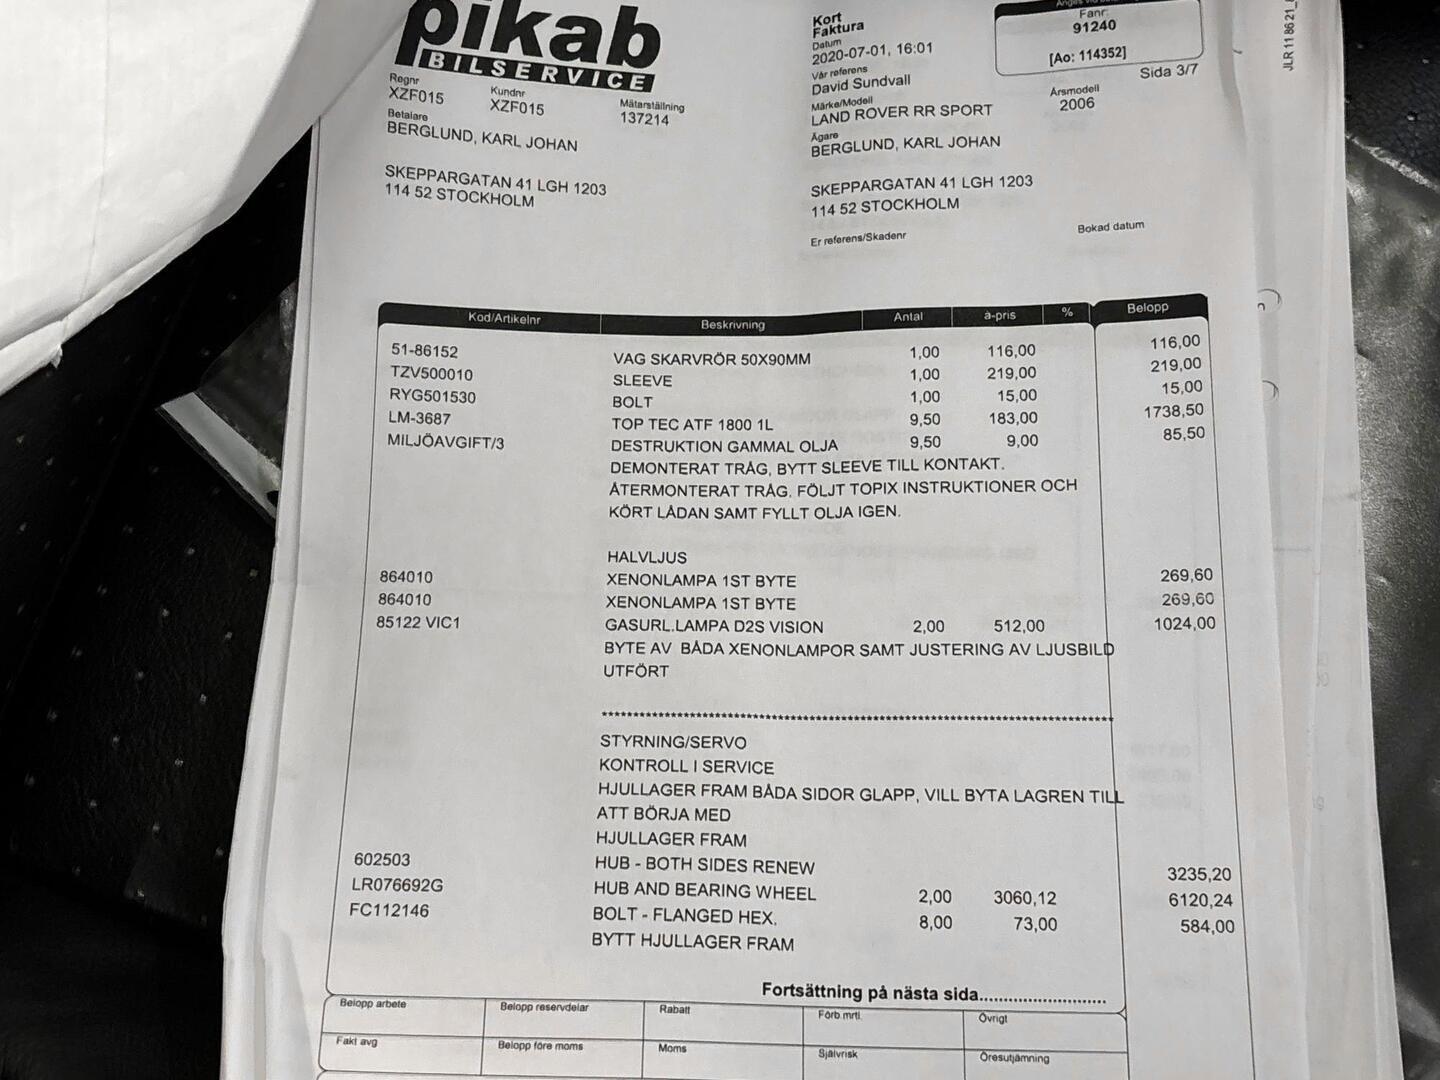 pikab
BILSERVICE
Kort
Faktura
Datum
2020-07-01, 16:01
Fanr:
91240
[Ao: 114352]
Sida 3/7
Vår referens
David Sundvall
Regnr
XZF015
Kundnr
XZF015
Mätarställning
137214
Märke/Modell
LAND ROVER RR SPORT
Årsmodell
2006
Betalare
BERGLUND, KARL JOHAN
Ägare
BERGLUND, KARL JOHAN
SKEPPARGATAN 41 LGH 1203
114 52 STOCKHOLM
SKEPPARGATAN 41 LGH 1203
114 52 STOCKHOLM
Er referens/Skadenr
Bokad datum
Kod/Artikelnr Beskrivning Antal à-pris % Belopp
51-86152 VAG SKARVRÖR 50X90MM 1,00 116,00 116,00
TZV500010 SLEEVE 1,00 219,00 219,00
RYG501530 BOLT 1,00 15,00 15,00
LM-3687 TOP TEC ATF 1800 1L 9,50 183,00 1738,50
MILJÖAVGIFT/3 DESTRUKTION GAMMAL OLJA 9,50 9,00 85,50
DEMONTERAT TRÅG, BYTT SLEEVE TILL KONTAKT.
ÅTERMONTERAT TRÅG. FÖLJT TOPIX INSTRUKTIONER OCH
KÖRT LÅDAN SAMT FYLLT OLJA IGEN.
HALVLJUS
864010 XENONLAMPA 1ST BYTE 269,60
864010 XENONLAMPA 1ST BYTE 269,60
85122 VIC1 GASURL.LAMPA D2S VISION 2,00 512,00 1024,00
BYTE AV BÅDA XENONLAMPOR SAMT JUSTERING AV LJUSBILD
UTFÖRT
STYRNING/SERVO
KONTROLL I SERVICE
HJULLAGER FRAM BÅDA SIDOR GLAPP, VILL BYTA LAGREN TILL
ATT BÖRJA MED
HJULLAGER FRAM
602503 HUB - BOTH SIDES RENEW 3235,20
LR076692G HUB AND BEARING WHEEL 2,00 3060,12 6120,24
FC112146 BOLT - FLANGED HEX. 8,00 73,00 584,00
BYTT HJULLAGER FRAM
Fortsättning på nästa sida..........................
Belopp arbete Belopp reservdelar Rabatt Förb.mrtl. Övrigt
Fakt avg Belopp före moms Moms Självrisk Öresutjämning